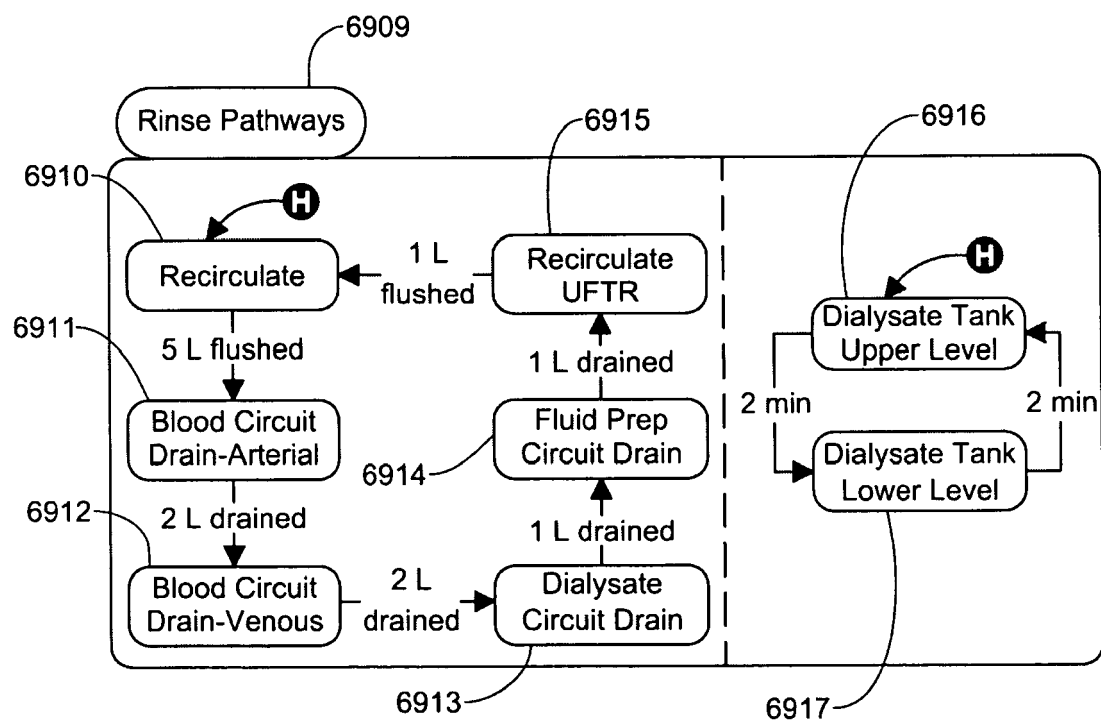 6909
Rinse Pathways
6915
6916
6910
H
Recirculate
1 L
flushed
Recirculate
UFTR
H
Dialysate Tank
Upper Level
6911
5 L flushed
1 L drained
2 min
2 min
Blood Circuit
Drain-Arterial
Fluid Prep
Circuit Drain
Dialysate Tank
Lower Level
6914
6912
2 L drained
1 L drained
Blood Circuit
Drain-Venous
2 L
drained
Dialysate
Circuit Drain
6913
6917